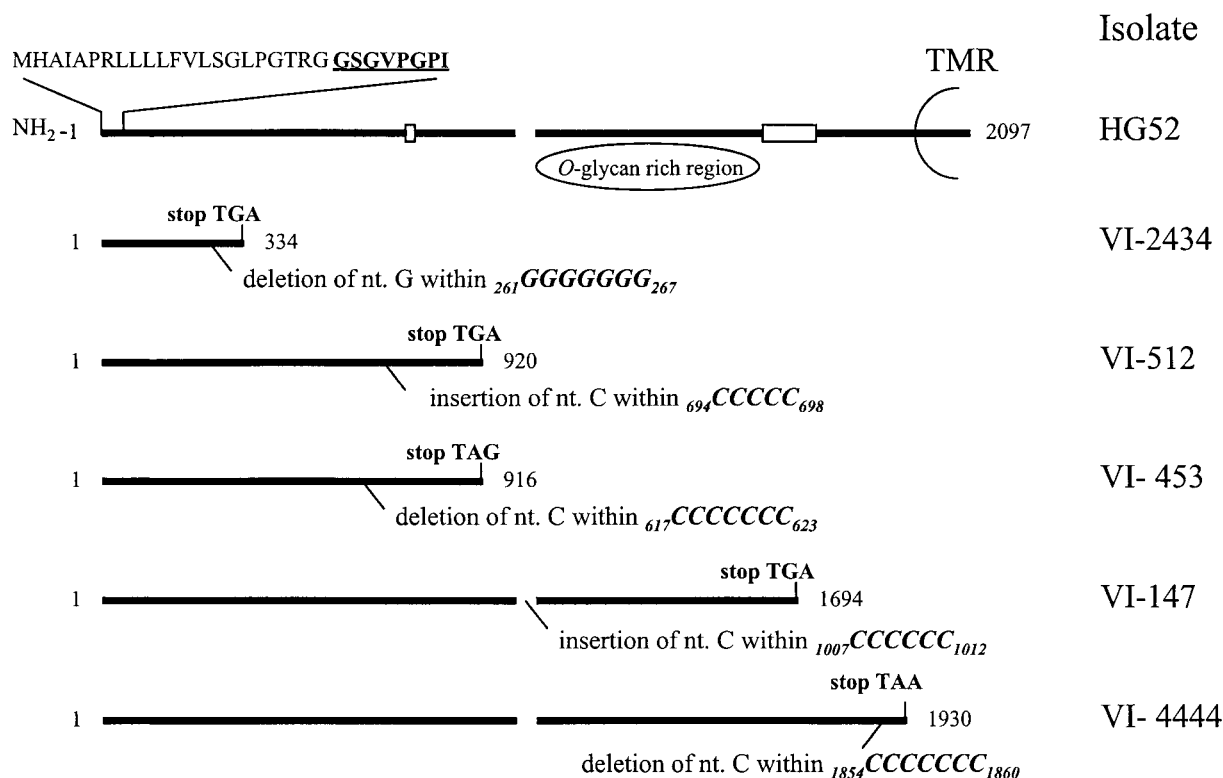 Isolate
MHAIAPRLLLLFVLSGLPGTRGGSGVPGPI
TMR
NH2 -1
2097
HG52
O-glycan rich region
stop TGA
1
334
VI-2434
deletion of nt. G within 261GGGGGGG267
stop TGA
1
920
VI-512
insertion of nt. C within 694CCCCC698
stop TAG
1
916
VI- 453
deletion of nt. C within 617CCCCCCC623
stop TGA
1
1694
VI-147
insertion of nt. C within 1007CCCCCC1012
stop TAA
1
1930
VI- 4444
deletion of nt. C within 1854CCCCCCC1860